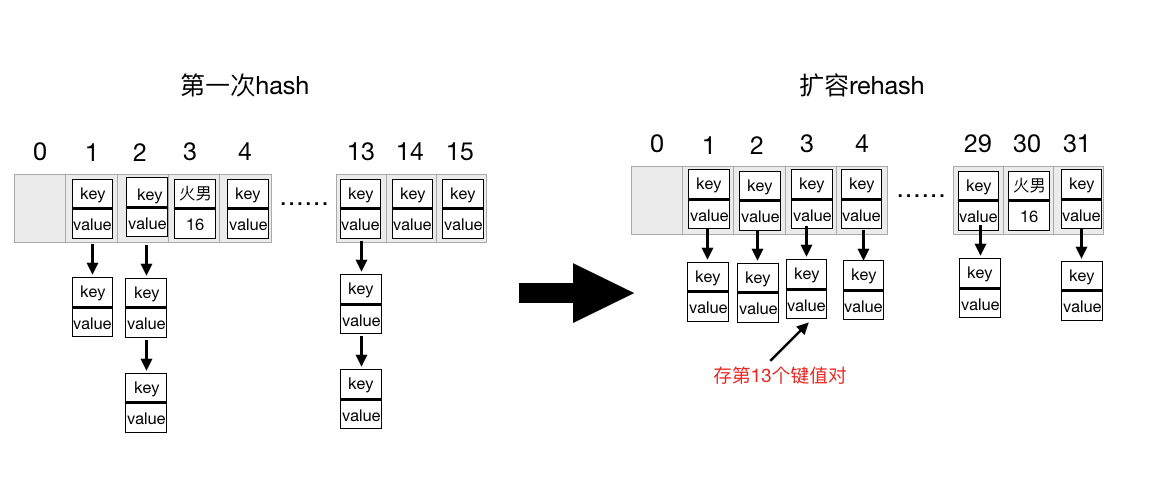 第一次hash
扩容rehash
0 1 2 3 4 13 14 15
0 1 2 3 4 29 30 31
key key 火男 key …… key key key
value value 16 value value value value
key key key
value value value
key key
value value
key key key key …… key 火男 key
value value value value value 16 value
key key key key key key
value value value value value value
存第13个键值对